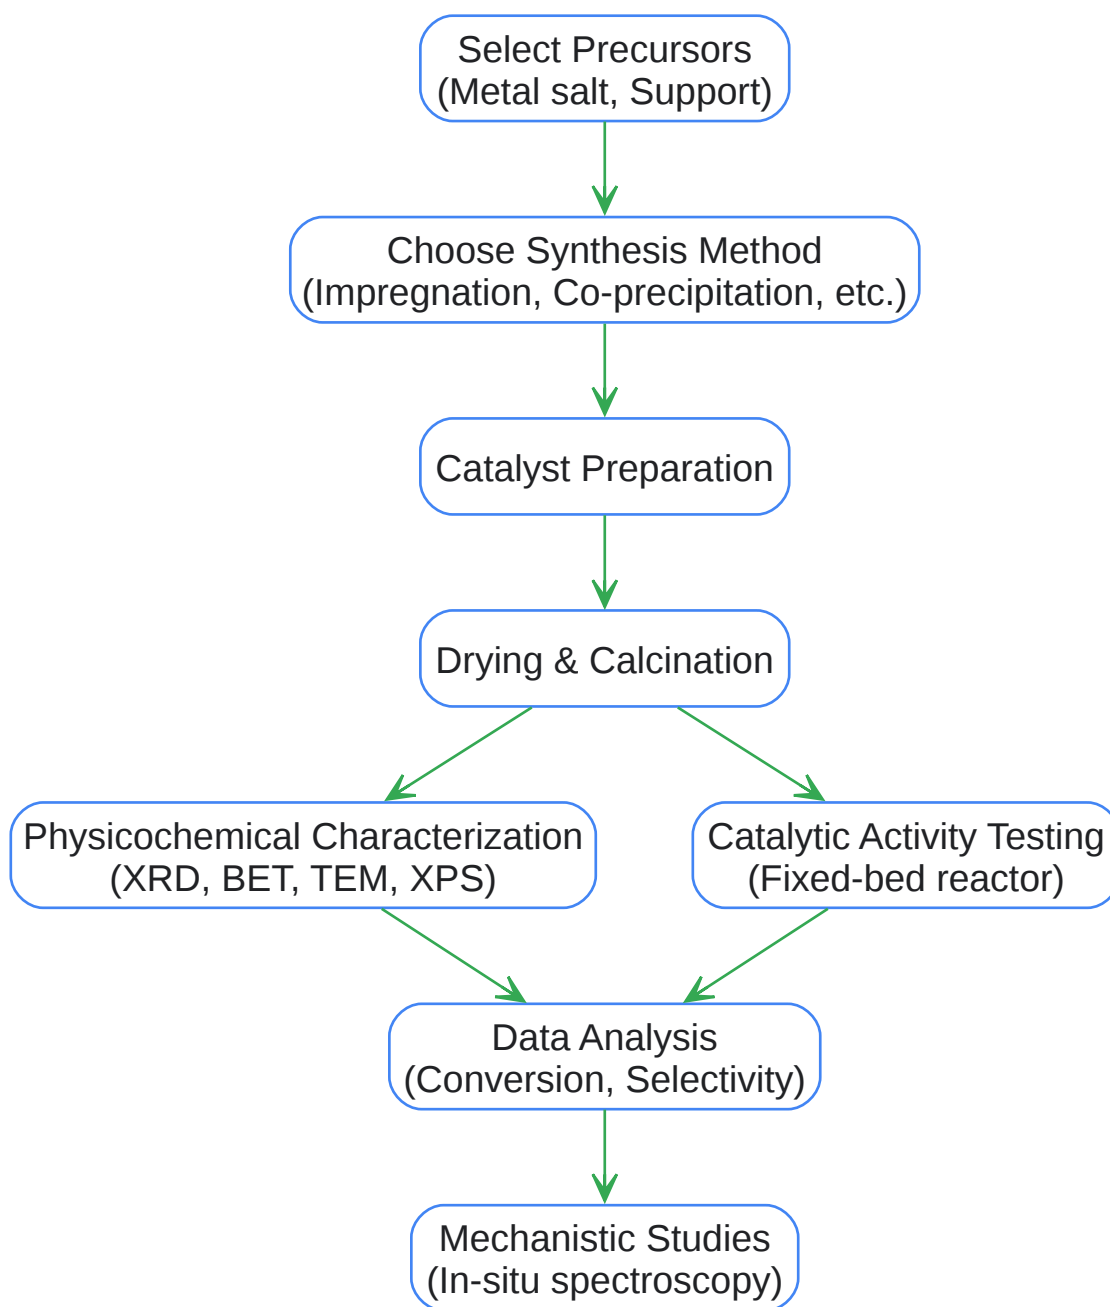 Select Precursors
(Metal salt, Support)
Choose Synthesis Method
(Impregnation, Co-precipitation, etc.)
Catalyst Preparation
Drying & Calcination
Physicochemical Characterization
(XRD, BET, TEM, XPS)
Catalytic Activity Testing
(Fixed-bed reactor)
Data Analysis
(Conversion, Selectivity)
Mechanistic Studies
(In-situ spectroscopy)